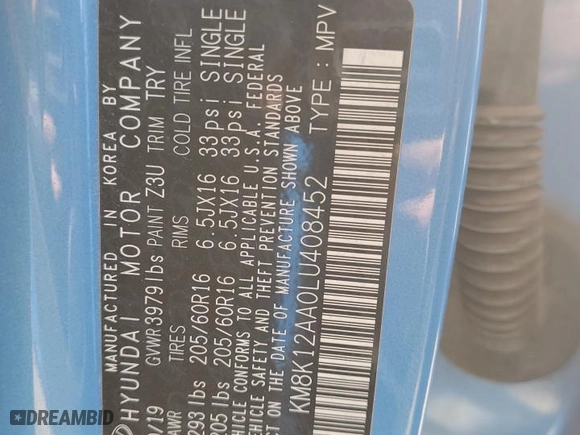 MANUFACTURED IN KOREA BY
HYUNDAI MOTOR COMPANY
/19 GVWR 3979 lbs PAINT Z3U TRIM TRY
AWR TIRES RIMS COLD TIRE INFL
293 lbs 205/60R16 6.5JX16 33psi SINGLE
205 lbs 205/60R16 6.5JX16 33psi SINGLE
VEHICLE CONFORMS TO ALL APPLICABLE U.S.A. FEDERAL
VEHICLE SAFETY AND THEFT PREVENTION STANDARDS
CT ON THE DATE OF MANUFACTURE SHOWN ABOVE
KM8K12AA0LU408452 TYPE : MPV
DREAMBID